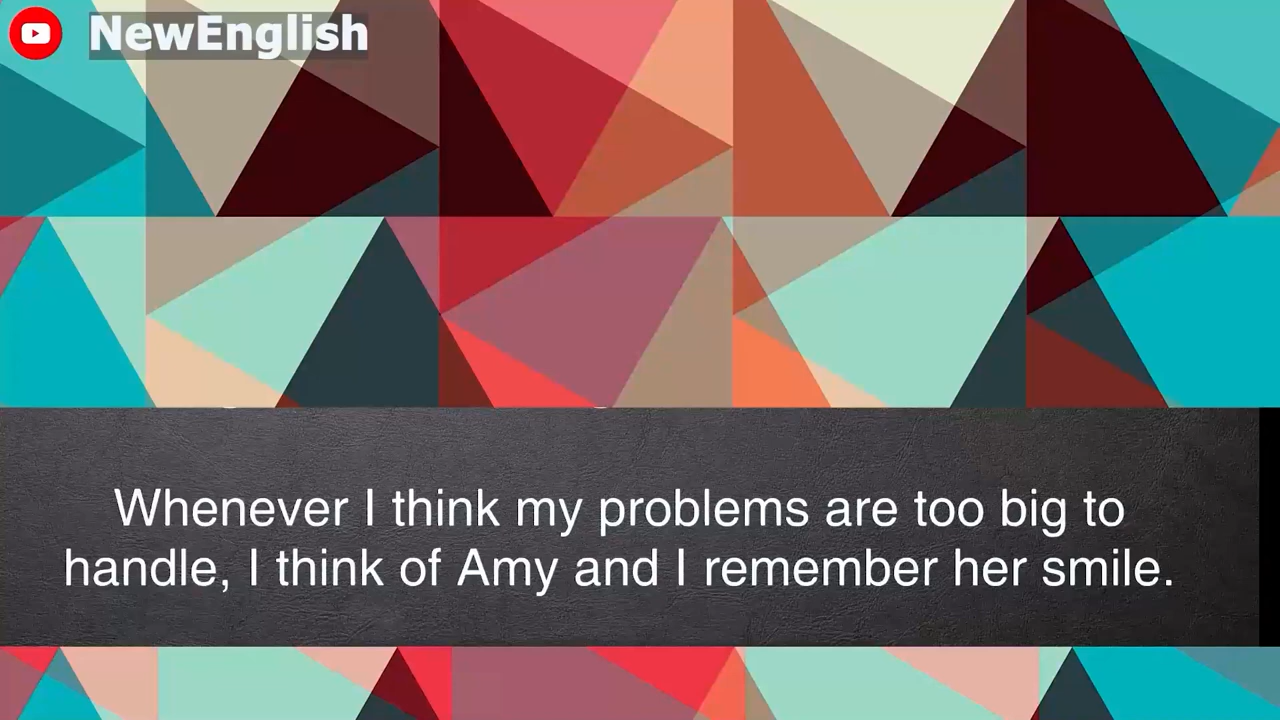 NewEnglish
Whenever I think my problems are too big to
handle, I think of Amy and I remember her smile.